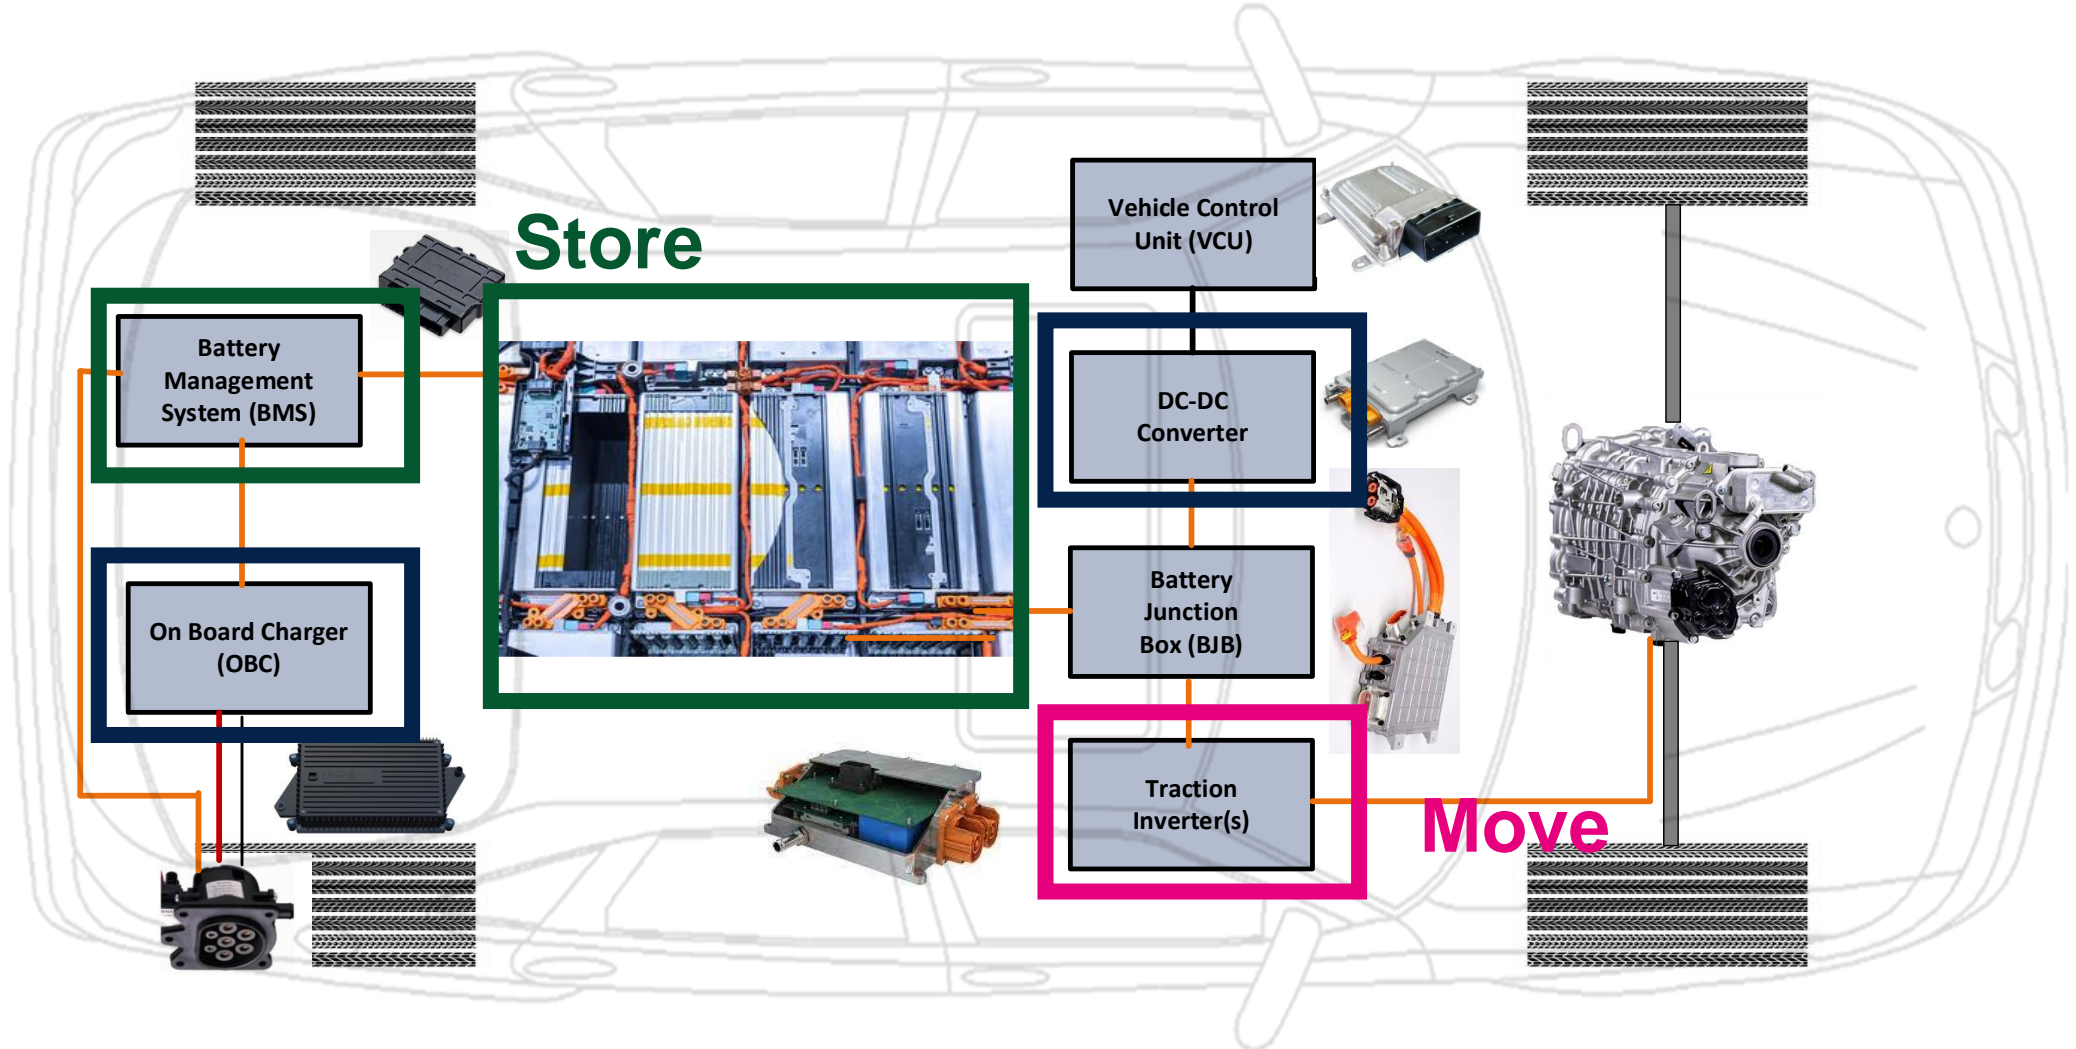 Store
Vehicle Control
Unit (VCU)
Battery
Management
System (BMS)
DC-DC
Converter
On Board Charger
(OBC)
Battery
Junction
Box (BJB)
Traction
Inverter(s)
Move